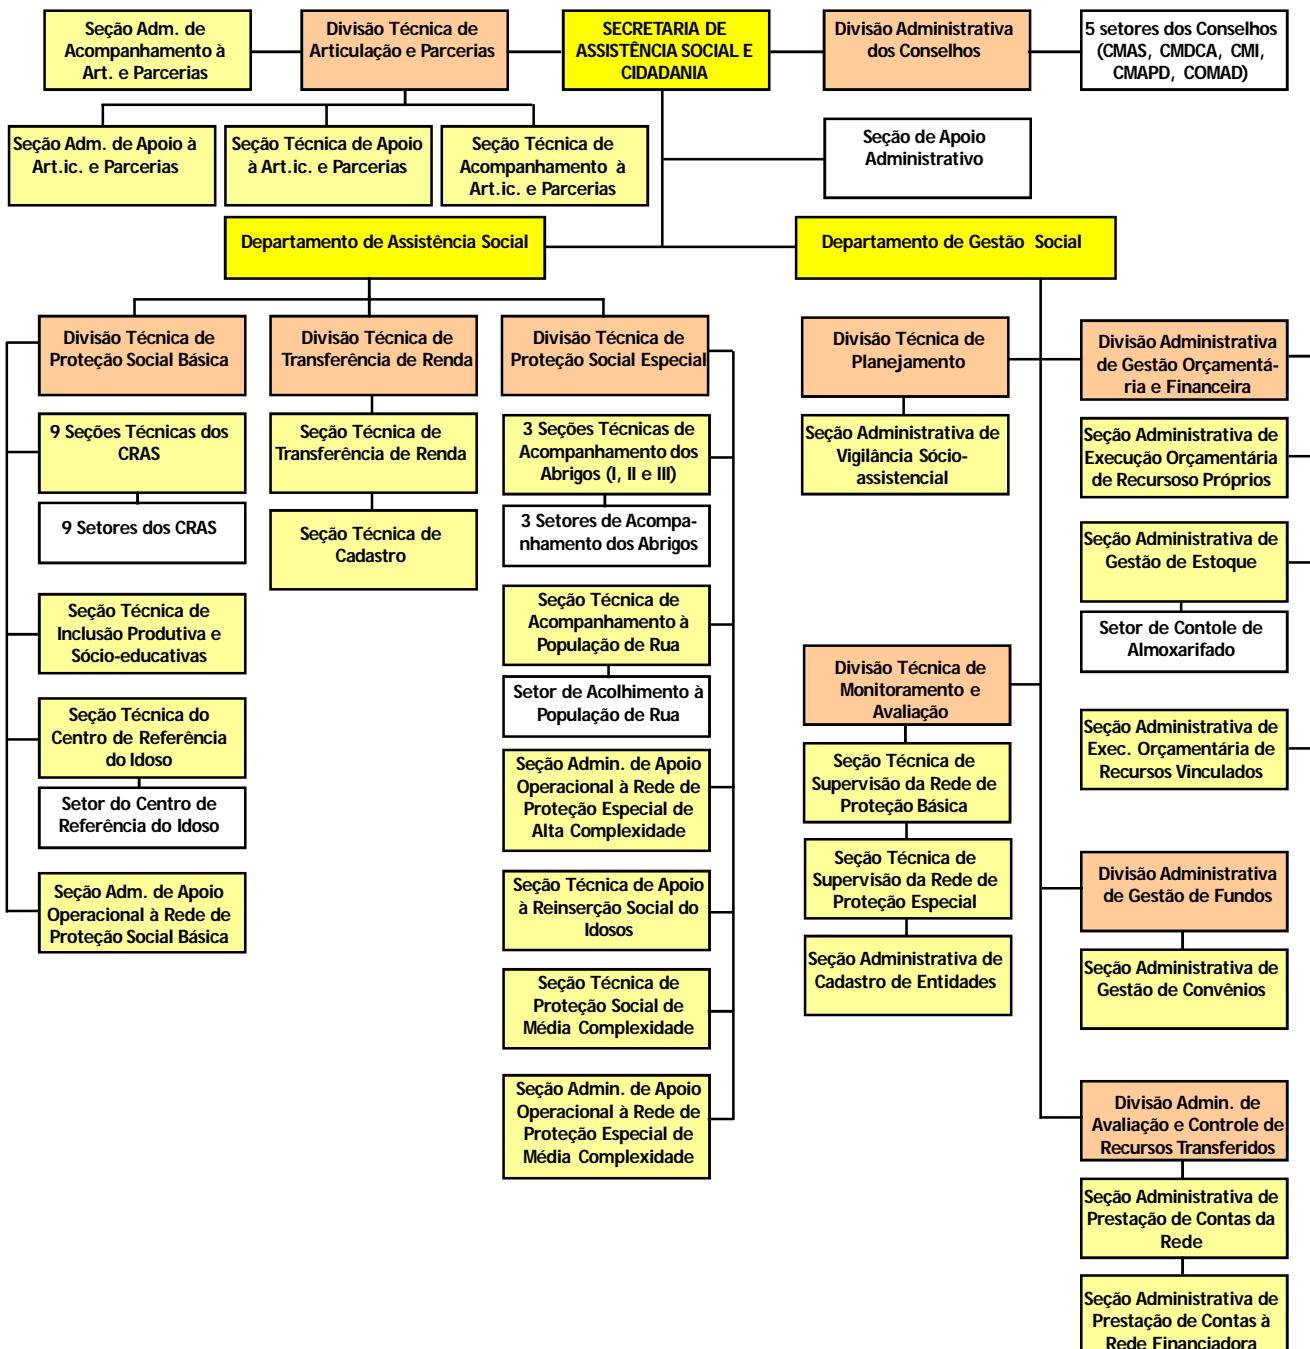 Seção Adm. de
Acompanhamento à
Art. e Parcerias
Divisão Técnica de
Articulação e Parcerias
SECRETARIA DE
ASSISTÊNCIA SOCIAL E
CIDADANIA
Divisão Administrativa
dos Conselhos
5 setores dos Conselhos
(CMAS, CMDCA, CMI,
CMAPD, COMAD)
Seção Adm. de Apoio à
Art.ic. e Parcerias
Seção Técnica de Apoio
à Art.ic. e Parcerias
Seção Técnica de
Acompanhamento à
Art.ic. e Parcerias
Seção de Apoio
Administrativo
Departamento de Assistência Social
Departamento de Gestão Social
Divisão Técnica de
Proteção Social Básica
9 Seções Técnicas dos
CRAS
9 Setores dos CRAS
Seção Técnica de
Inclusão Produtiva e
Sócio-educativas
Seção Técnica do
Centro de Referência
do Idoso
Setor do Centro de
Referência do Idoso
Seção Adm. de Apoio
Operacional à Rede de
Proteção Social Básica
Divisão Técnica de
Transferência de Renda
Seção Técnica de
Transferência de Renda
Seção Técnica de
Cadastro
Divisão Técnica de
Proteção Social Especial
3 Seções Técnicas de
Acompanhamento dos
Abrigos (I, II e III)
3 Setores de Acompa-
nhamento dos Abrigos
Seção Técnica de
Acompanhamento à
População de Rua
Setor de Acolhimento à
População de Rua
Seção Admin. de Apoio
Operacional à Rede de
Proteção Especial de
Alta Complexidade
Seção Técnica de Apoio
à Reinserção Social do
Idosos
Seção Técnica de
Proteção Social de
Média Complexidade
Seção Admin. de Apoio
Operacional à Rede de
Proteção Especial de
Média Complexidade
Divisão Técnica de
Planejamento
Seção Administrativa de
Vigilância Sócio-
assistencial
Divisão Técnica de
Monitoramento e
Avaliação
Seção Técnica de
Supervisão da Rede de
Proteção Básica
Seção Técnica de
Supervisão da Rede de
Proteção Especial
Seção Administrativa de
Cadastro de Entidades
Divisão Administrativa
de Gestão Orçamentá-
ria e Financeira
Seção Administrativa de
Execução Orçamentária
de Recursoso Próprios
Seção Administrativa de
Gestão de Estoque
Setor de Contole de
Almoxarifado
Seção Administrativa de
Exec. Orçamentária de
Recursos Vinculados
Divisão Administrativa
de Gestão de Fundos
Seção Administrativa de
Gestão de Convênios
Divisão Admin. de
Avaliação e Controle de
Recursos Transferidos
Seção Administrativa de
Prestação de Contas da
Rede
Seção Administrativa de
Prestação de Contas à
Rede Financiadora